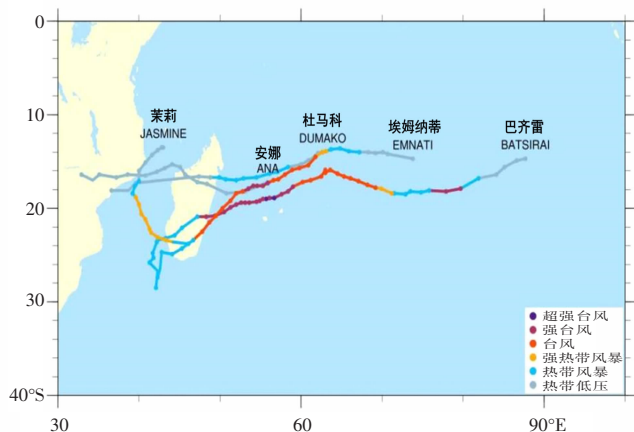 0
10
20
30
40°S
30
60
90°E
茉莉
JASMINE
安娜
ANA
杜马科
DUMAKO
埃姆纳蒂
EMNATI
巴齐雷
BATSIRAI
超强台风
强台风
台风
强热带风暴
热带风暴
热带低压